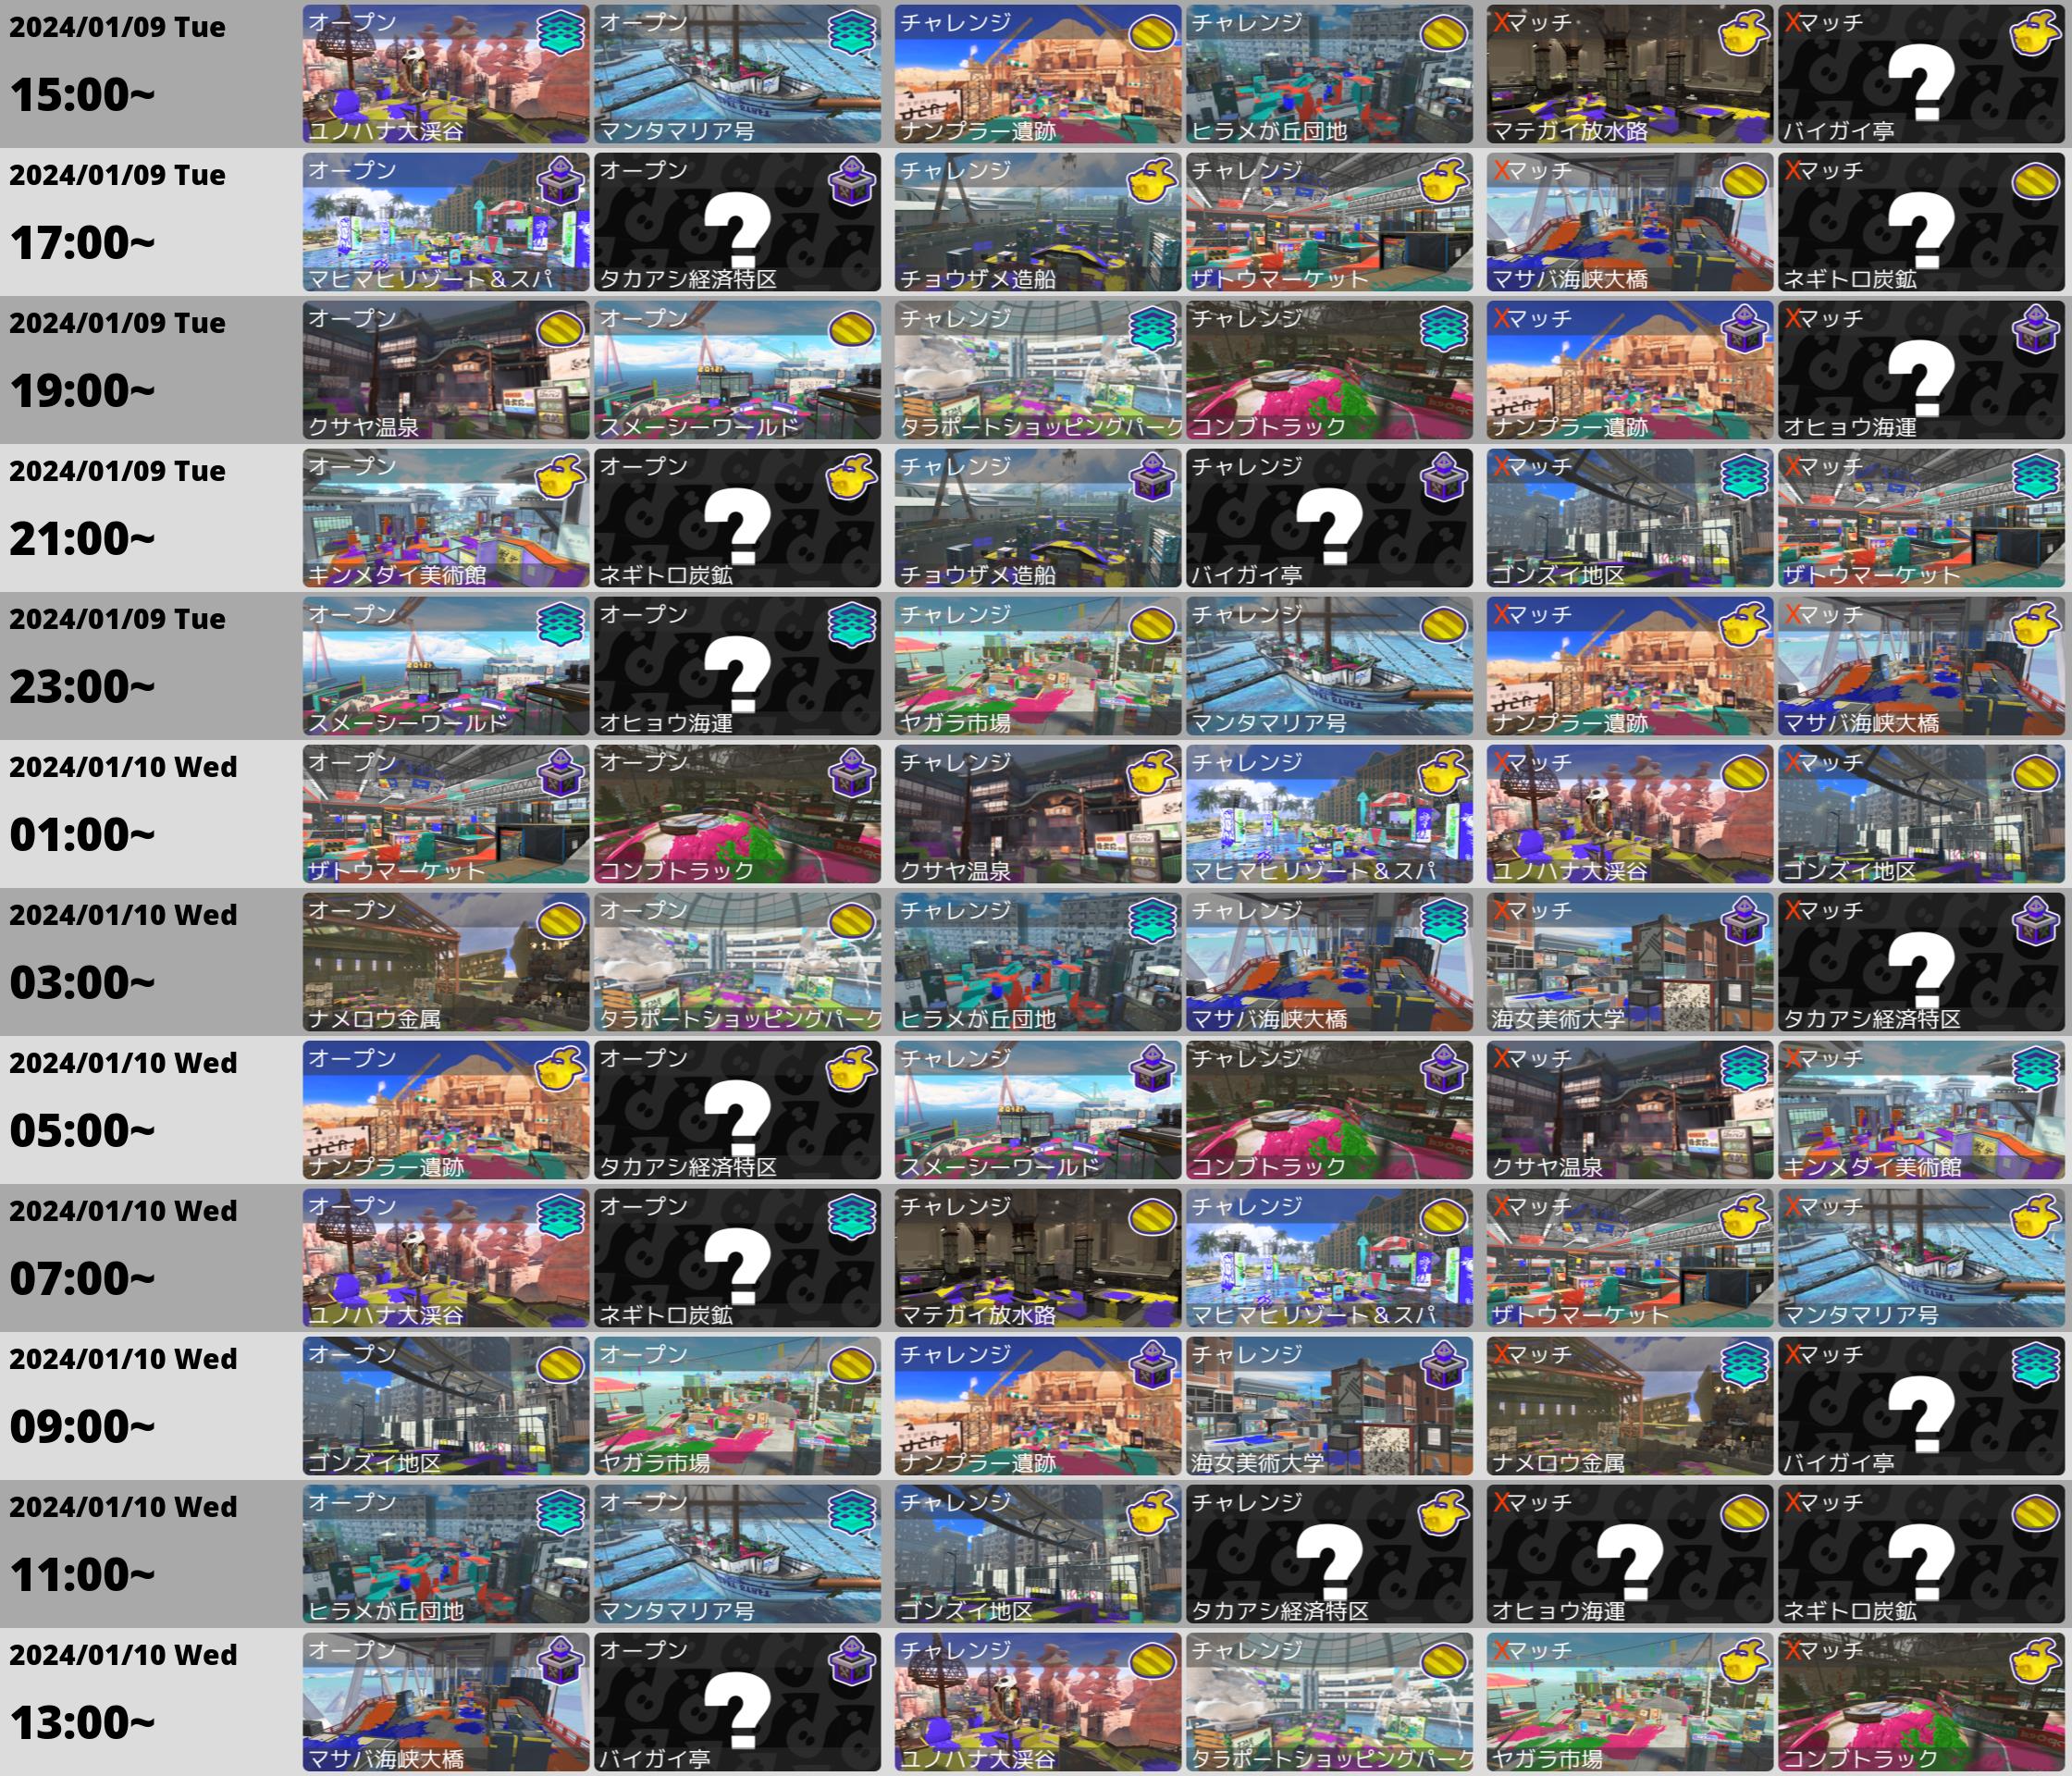 2024/01/09 Tue
15:00~
オープン オープン チャレンジ チャレンジ Xマッチ Xマッチ
ユノハナ大渓谷 マンタマリア号 ナンプラー遺跡 ヒラメが丘団地 マテガイ放水路 バイガイ亭
2024/01/09 Tue
17:00~
オープン オープン チャレンジ チャレンジ Xマッチ Xマッチ
マヒマヒリゾート&スパ タカアシ経済特区 チョウザメ造船 ザトウマーケット マサバ海峡大橋 ネギトロ炭鉱
2024/01/09 Tue
19:00~
オープン オープン チャレンジ チャレンジ Xマッチ Xマッチ
クサヤ温泉 スメーシーワールド タラポートショッピングパーク コンブトラック ナンプラー遺跡 オヒョウ海運
2024/01/09 Tue
21:00~
オープン オープン チャレンジ チャレンジ Xマッチ Xマッチ
キンメダイ美術館 ネギトロ炭鉱 チョウザメ造船 バイガイ亭 ゴンズイ地区 ザトウマーケット
2024/01/09 Tue
23:00~
オープン オープン チャレンジ チャレンジ Xマッチ Xマッチ
スメーシーワールド オヒョウ海運 ヤガラ市場 マンタマリア号 ナンプラー遺跡 マサバ海峡大橋
2024/01/10 Wed
01:00~
オープン オープン チャレンジ チャレンジ Xマッチ Xマッチ
ザトウマーケット コンブトラック クサヤ温泉 マヒマヒリゾート&スパ ユノハナ大渓谷 ゴンズイ地区
2024/01/10 Wed
03:00~
オープン オープン チャレンジ チャレンジ Xマッチ Xマッチ
ナメロウ金属 タラポートショッピングパーク ヒラメが丘団地 マサバ海峡大橋 海女美術大学 タカアシ経済特区
2024/01/10 Wed
05:00~
オープン オープン チャレンジ チャレンジ Xマッチ Xマッチ
ナンプラー遺跡 タカアシ経済特区 スメーシーワールド コンブトラック クサヤ温泉 キンメダイ美術館
2024/01/10 Wed
07:00~
オープン オープン チャレンジ チャレンジ Xマッチ Xマッチ
ユノハナ大渓谷 ネギトロ炭鉱 マテガイ放水路 マヒマヒリゾート&スパ ザトウマーケット マンタマリア号
2024/01/10 Wed
09:00~
オープン オープン チャレンジ チャレンジ Xマッチ Xマッチ
ゴンズイ地区 ヤガラ市場 ナンプラー遺跡 海女美術大学 ナメロウ金属 バイガイ亭
2024/01/10 Wed
11:00~
オープン オープン チャレンジ チャレンジ Xマッチ Xマッチ
ヒラメが丘団地 マンタマリア号 ゴンズイ地区 タカアシ経済特区 オヒョウ海運 ネギトロ炭鉱
2024/01/10 Wed
13:00~
オープン オープン チャレンジ チャレンジ Xマッチ Xマッチ
マサバ海峡大橋 バイガイ亭 ユノハナ大渓谷 タラポートショッピングパーク ヤガラ市場 コンブトラック